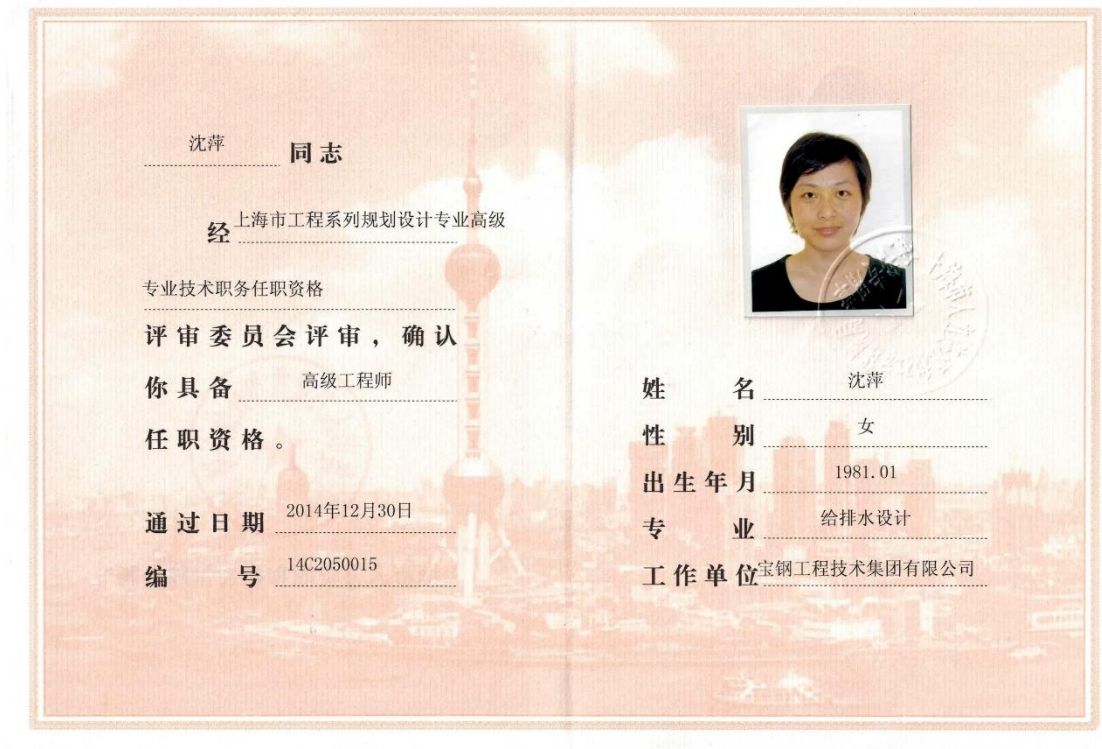 沈萍 同志
经 上海市工程系列规划设计专业高级
专业技术职务任职资格
评审委员会评审，确认
你具备 高级工程师
任职资格。
通过日期 2014年12月30日
编号 14C2050015
姓名 沈萍
性别 女
出生年月 1981.01
专业 给排水设计
工作单位 宝钢工程技术集团有限公司